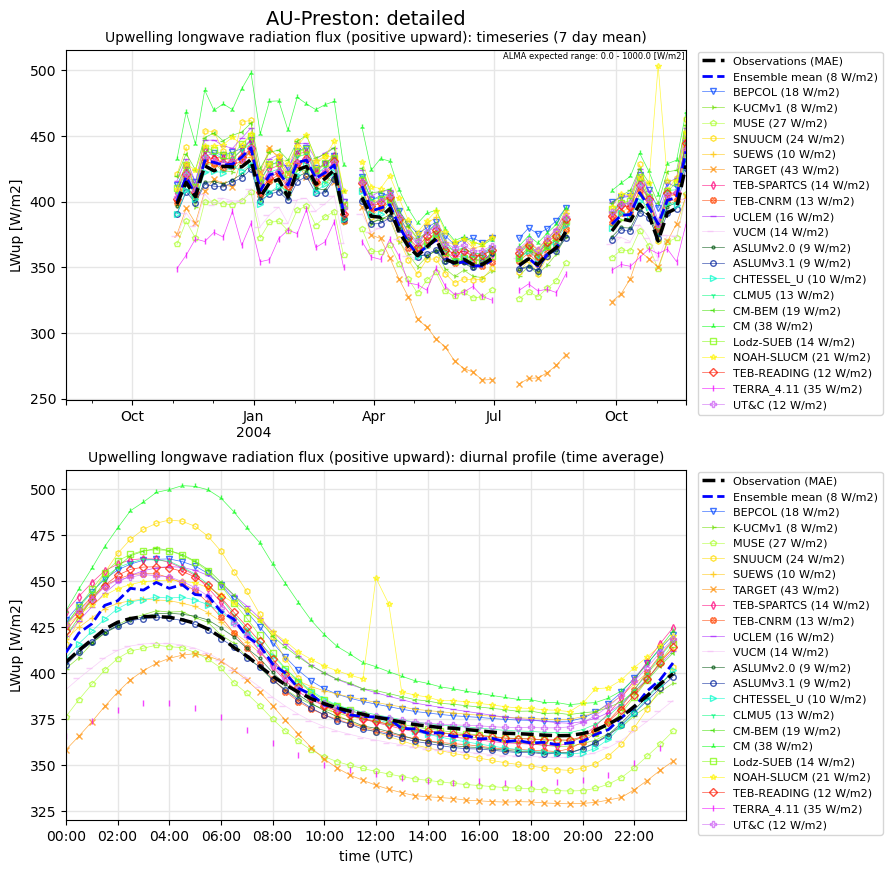 AU-Preston: detailed
Upwelling longwave radiation flux (positive upward): timeseries (7 day mean)
ALMA expected range: 0.0 - 1000.0 [W/m2]
LWup [W/m2]
500
450
400
350
300
250
Oct
Jan
2004
Apr
Jul
Oct
Observations (MAE)
Ensemble mean (8 W/m2)
BEPCOL (18 W/m2)
K-UCMv1 (8 W/m2)
MUSE (27 W/m2)
SNUUCM (24 W/m2)
SUEWS (10 W/m2)
TARGET (43 W/m2)
TEB-SPARTCS (14 W/m2)
TEB-CNRM (13 W/m2)
UCLEM (16 W/m2)
VUCM (14 W/m2)
ASLUMv2.0 (9 W/m2)
ASLUMv3.1 (9 W/m2)
CHTESSEL_U (10 W/m2)
CLMU5 (13 W/m2)
CM-BEM (19 W/m2)
CM (38 W/m2)
Lodz-SUEB (14 W/m2)
NOAH-SLUCM (21 W/m2)
TEB-READING (12 W/m2)
TERRA_4.11 (35 W/m2)
UT&C (12 W/m2)
Upwelling longwave radiation flux (positive upward): diurnal profile (time average)
LWup [W/m2]
500
475
450
425
400
375
350
325
00:00 02:00 04:00 06:00 08:00 10:00 12:00 14:00 16:00 18:00 20:00 22:00
time (UTC)
Observation (MAE)
Ensemble mean (8 W/m2)
BEPCOL (18 W/m2)
K-UCMv1 (8 W/m2)
MUSE (27 W/m2)
SNUUCM (24 W/m2)
SUEWS (10 W/m2)
TARGET (43 W/m2)
TEB-SPARTCS (14 W/m2)
TEB-CNRM (13 W/m2)
UCLEM (16 W/m2)
VUCM (14 W/m2)
ASLUMv2.0 (9 W/m2)
ASLUMv3.1 (9 W/m2)
CHTESSEL_U (10 W/m2)
CLMU5 (13 W/m2)
CM-BEM (19 W/m2)
CM (38 W/m2)
Lodz-SUEB (14 W/m2)
NOAH-SLUCM (21 W/m2)
TEB-READING (12 W/m2)
TERRA_4.11 (35 W/m2)
UT&C (12 W/m2)